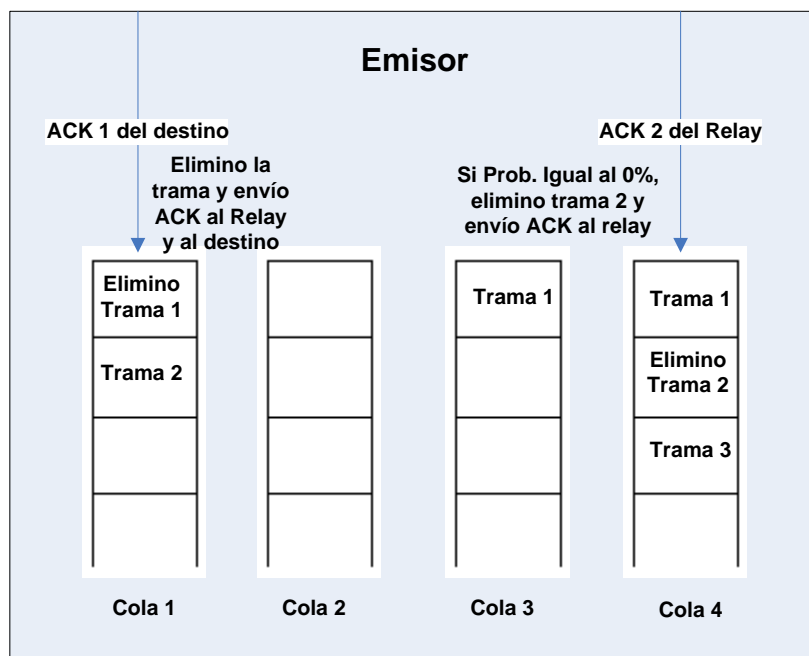 Emisor
ACK 1 del destino
ACK 2 del Relay
Elimino la
trama y envío
ACK al Relay
y al destino
Si Prob. Igual al 0%,
elimino trama 2 y
envío ACK al relay
Elimino
Trama 1
Trama 2
Trama 1
Trama 1
Elimino
Trama 2
Trama 3
Cola 1
Cola 2
Cola 3
Cola 4